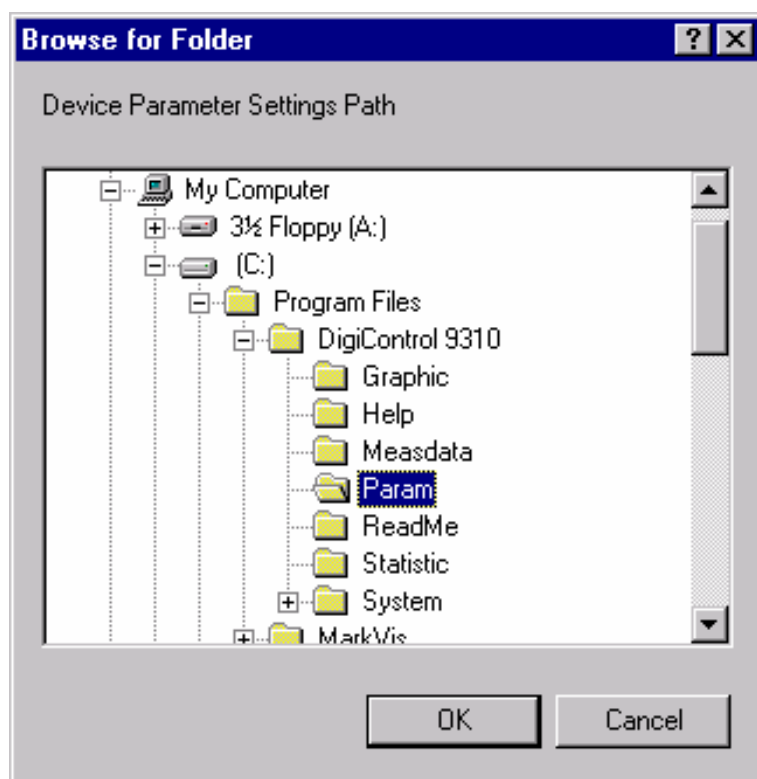 Browse for Folder
Device Parameter Settings Path
My Computer
3½ Floppy (A:)
(C:)
Program Files
DigiControl 9310
Graphic
Help
Measdata
Param
ReadMe
Statistic
System
MarkVis
OK Cancel